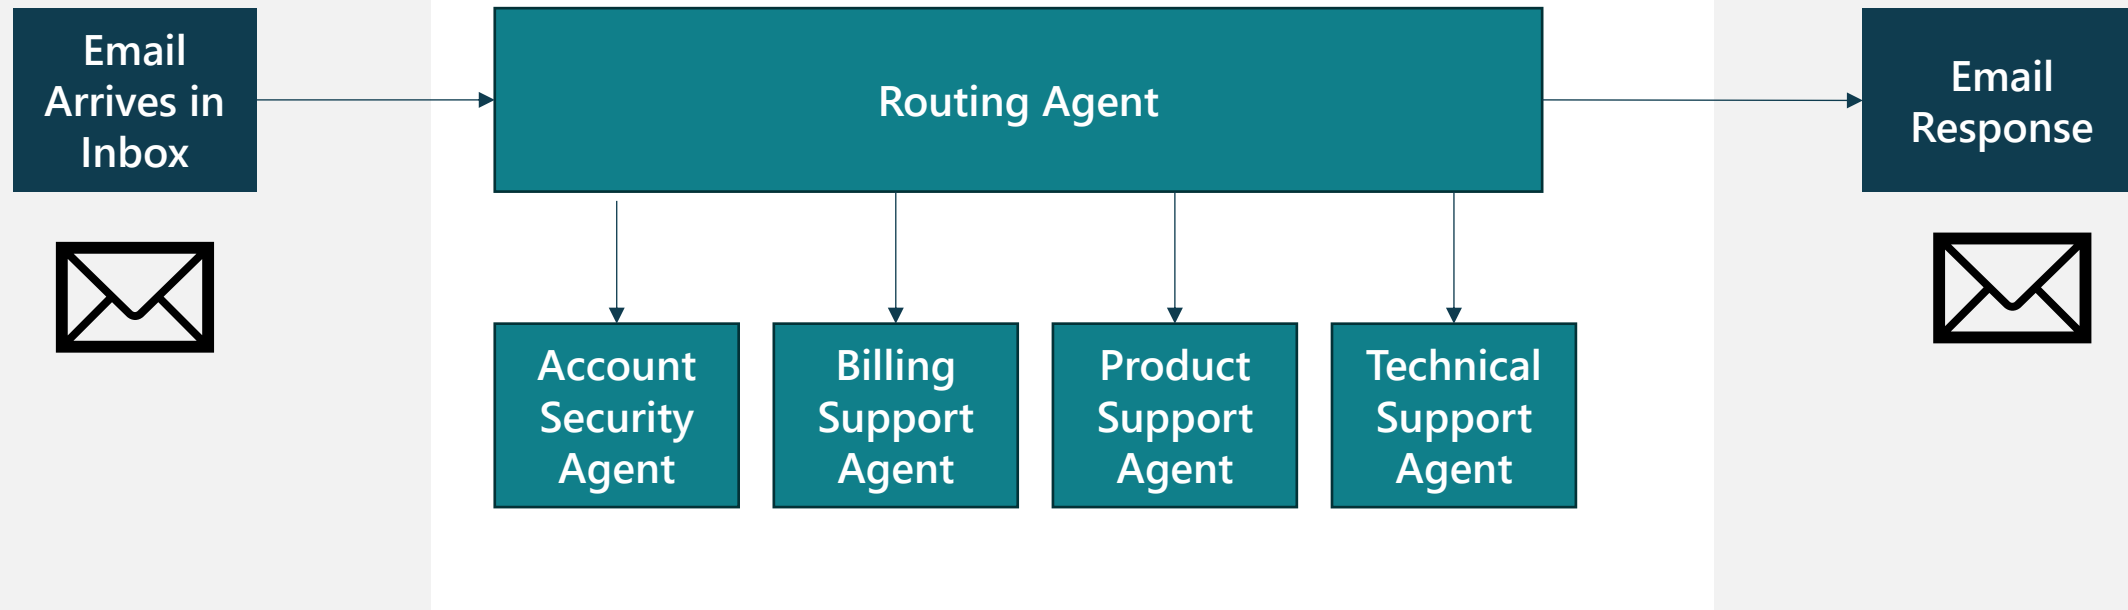 Email
Arrives in
Inbox
Routing Agent
Email
Response
Account
Security
Agent
Billing
Support
Agent
Product
Support
Agent
Technical
Support
Agent